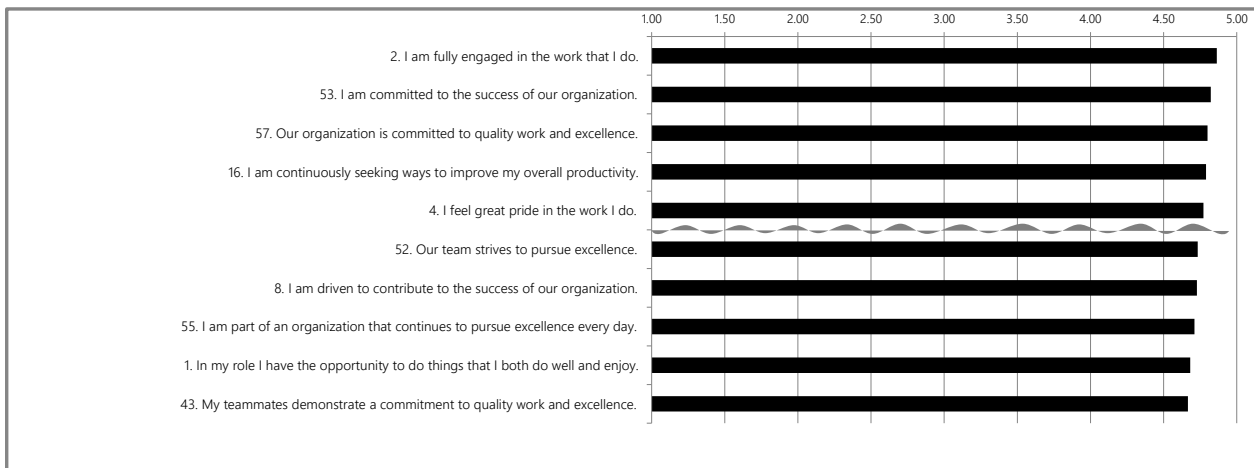 1.00 1.50 2.00 2.50 3.00 3.50 4.00 4.50 5.00
2. I am fully engaged in the work that I do.
53. I am committed to the success of our organization.
57. Our organization is committed to quality work and excellence.
16. I am continuously seeking ways to improve my overall productivity.
4. I feel great pride in the work I do.
52. Our team strives to pursue excellence.
8. I am driven to contribute to the success of our organization.
55. I am part of an organization that continues to pursue excellence every day.
1. In my role I have the opportunity to do things that I both do well and enjoy.
43. My teammates demonstrate a commitment to quality work and excellence.